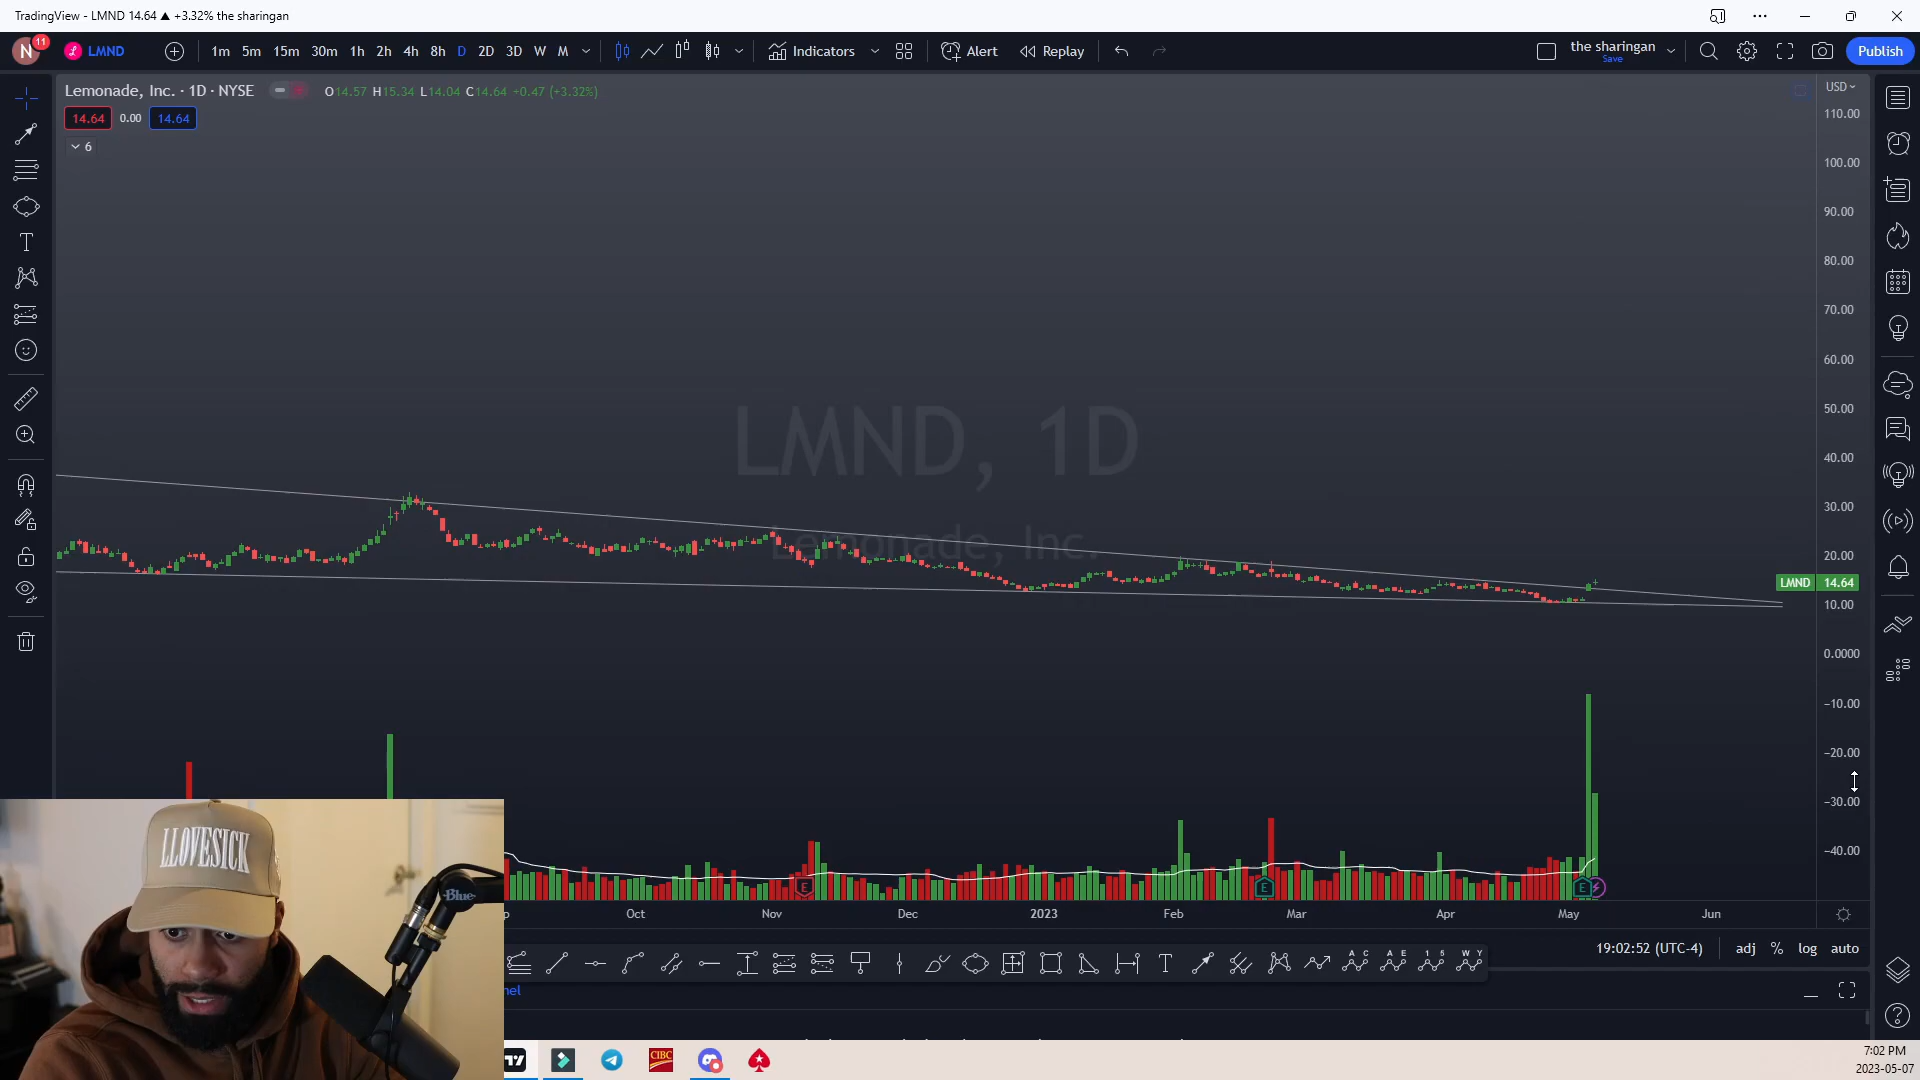 TradingView - LMND 14.64 ▲ +3.32% the sharingan
N 11 LMND 1m 5m 15m 30m 1h 2h 4h 8h D 2D 3D W M Indicators Alert Replay the sharingan Save Publish
Lemonade, Inc. · 1D · NYSE O14.57 H15.34 L14.04 C14.64 +0.47 (+3.32%)
USD
14.64 0.00 14.64
6
110.00
100.00
90.00
80.00
70.00
60.00
50.00
40.00
30.00
20.00
LMND 14.64
10.00
0.0000
−10.00
−20.00
−30.00
−40.00
LMND, 1D
Lemonade, Inc.
T
E E E
Oct Nov Dec 2023 Feb Mar Apr May Jun
19:02:52 (UTC-4) adj % log auto
T A C A E 1 5 W Y
nel
LLOVESICK
Blue
CIBC
7:02 PM
2023-05-07